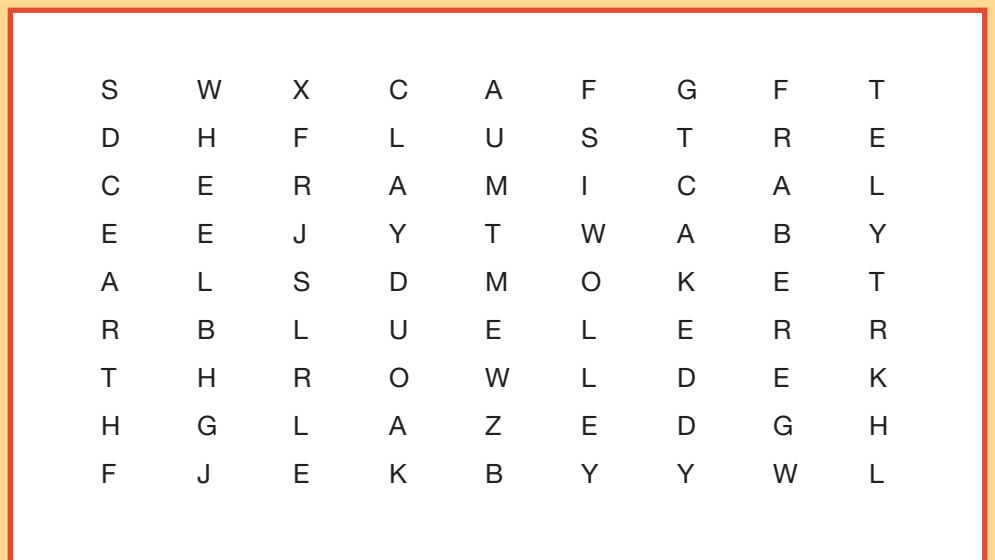 S W X C A F G F T
D H F L U S T R E
C E R A M I C A L
E E J Y T W A B Y
A L S D M O K E T
R B L U E L E R R
T H R O W L D E K
H G L A Z E D G H
F J E K B Y Y W L